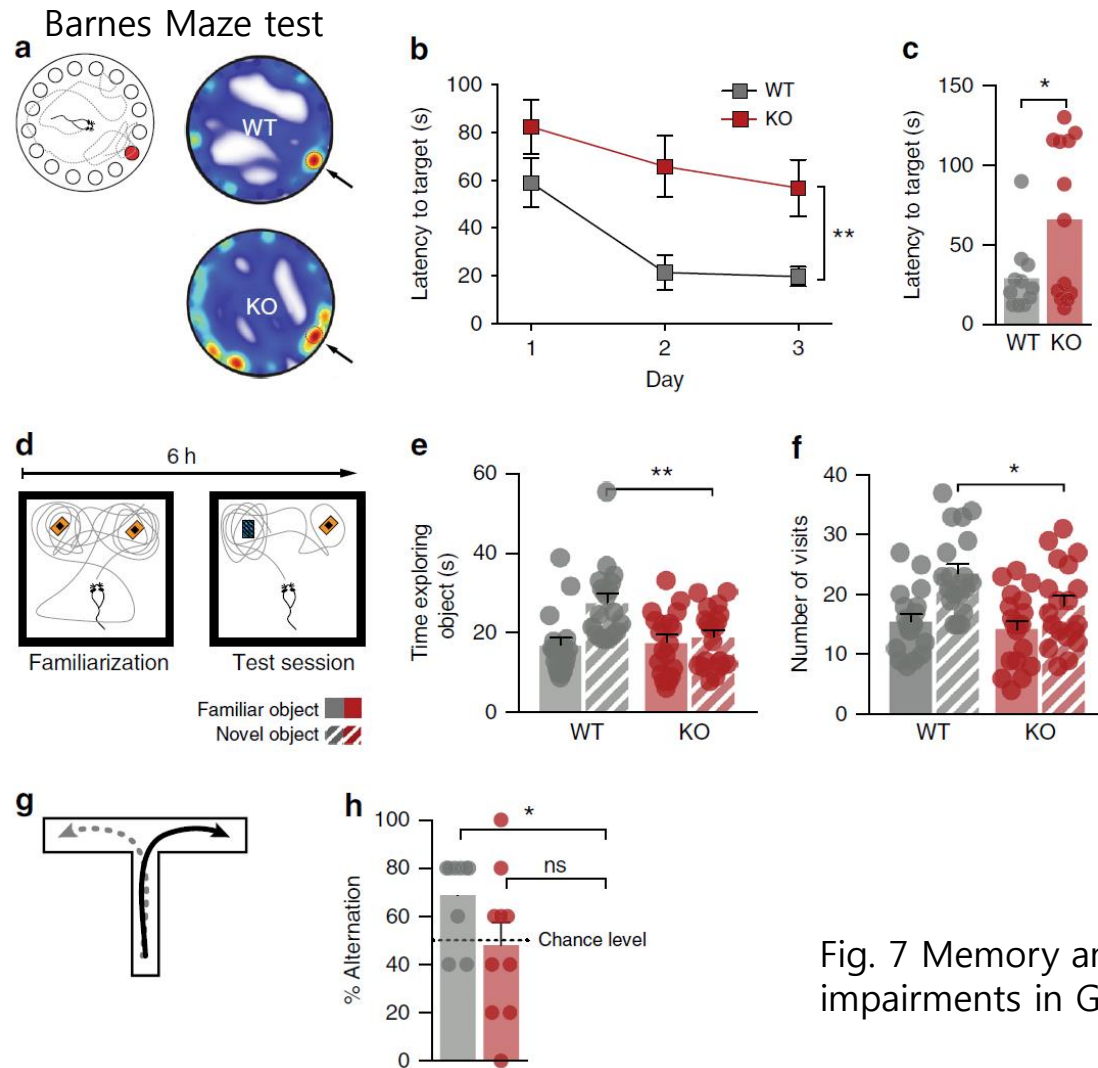 Barnes Maze test
a
WT
KO
b
Latency to target (s)
100
80
60
40
20
0
WT
KO
**
1 2 3
Day
c
Latency to target (s)
150
100
50
0
*
WT KO
d
6 h
Familiarization
Test session
Familiar object
Novel object
e
Time exploring
object (s)
60
40
20
0
**
WT KO
f
Number of visits
40
30
20
10
0
*
WT KO
g
h
% Alternation
100
80
60
40
20
0
*
ns
Chance level
Fig. 7 Memory
impairments in G